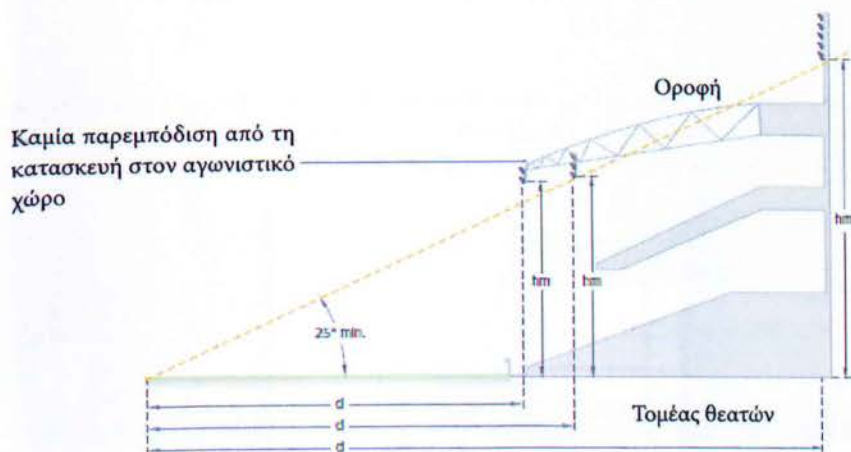 Οροφή
Καμία παρεμπόδιση από τη
κατασκευή στον αγωνιστικό
χώρο
hm
hm
hm
25° min.
d
Τομέας θεατών
d
d